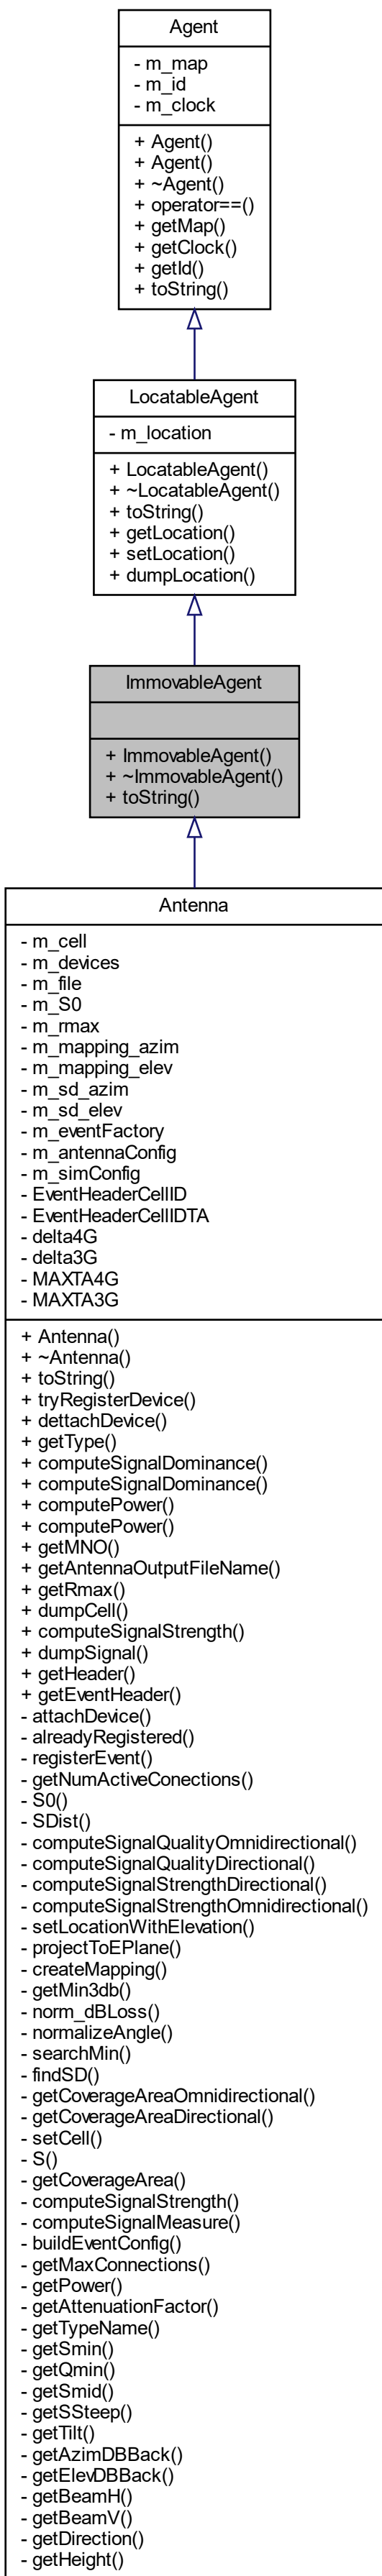 Agent
- m_map
- m_id
- m_clock
+ Agent()
+ Agent()
+ ~Agent()
+ operator==()
+ getMap()
+ getClock()
+ getId()
+ toString()
LocatableAgent
- m_location
+ LocatableAgent()
+ ~LocatableAgent()
+ toString()
+ getLocation()
+ setLocation()
+ dumpLocation()
ImmovableAgent
+ ImmovableAgent()
+ ~ImmovableAgent()
+ toString()
Antenna
- m_cell
- m_devices
- m_file
- m_S0
- m_rmax
- m_mapping_azim
- m_mapping_elev
- m_sd_azim
- m_sd_elev
- m_eventFactory
- m_antennaConfig
- m_simConfig
- EventHeaderCellID
- EventHeaderCellIDTA
- delta4G
- delta3G
- MAXTA4G
- MAXTA3G
+ Antenna()
+ ~Antenna()
+ toString()
+ tryRegisterDevice()
+ dettachDevice()
+ getType()
+ computeSignalDominance()
+ computeSignalDominance()
+ computePower()
+ computePower()
+ getMNO()
+ getAntennaOutputFileName()
+ getRmax()
+ dumpCell()
+ computeSignalStrength()
+ dumpSignal()
+ getHeader()
+ getEventHeader()
- attachDevice()
- alreadyRegistered()
- registerEvent()
- getNumActiveConections()
- S0()
- SDist()
- computeSignalQualityOmnidirectional()
- computeSignalQualityDirectional()
- computeSignalStrengthDirectional()
- computeSignalStrengthOmnidirectional()
- setLocationWithElevation()
- projectToEPlane()
- createMapping()
- getMin3db()
- norm_dBLoss()
- normalizeAngle()
- searchMin()
- findSD()
- getCoverageAreaOmnidirectional()
- getCoverageAreaDirectional()
- setCell()
- S()
- getCoverageArea()
- computeSignalStrength()
- computeSignalMeasure()
- buildEventConfig()
- getMaxConnections()
- getPower()
- getAttenuationFactor()
- getTypeName()
- getSmin()
- getQmin()
- getSmid()
- getSSteep()
- getTilt()
- getAzimDBBack()
- getElevDBBack()
- getBeamH()
- getBeamV()
- getDirection()
- getHeight()